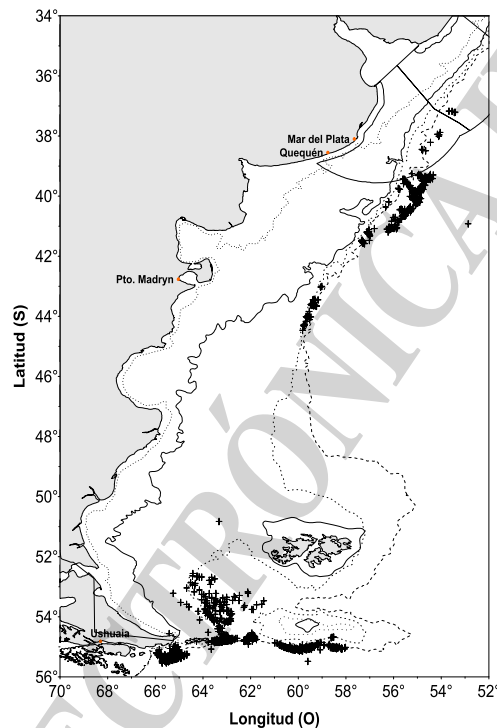 34°
36°
38°
40°
42°
44°
46°
48°
50°
52°
54°
56°
Latitud (S)
Mar del Plata
Quequén
Pto. Madryn
Ushuaia
70° 68° 66° 64° 62° 60° 58° 56° 54° 52°
Longitud (O)
ECTRÓNICA